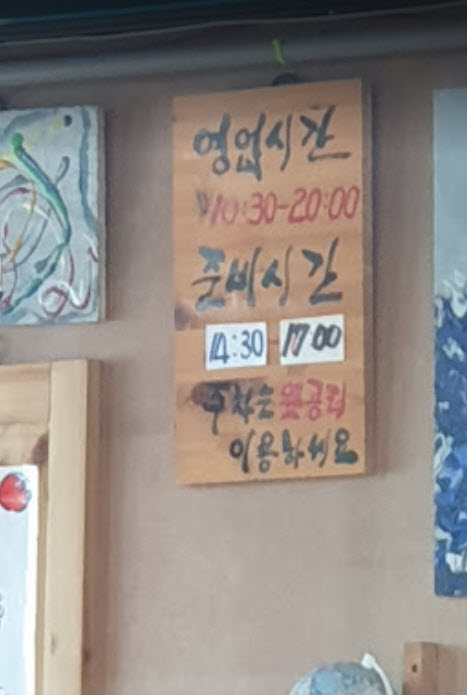 영업시간
10:30-20:00
준비시간
14:30 - 17:00
주차는 옆공터
이용하세요